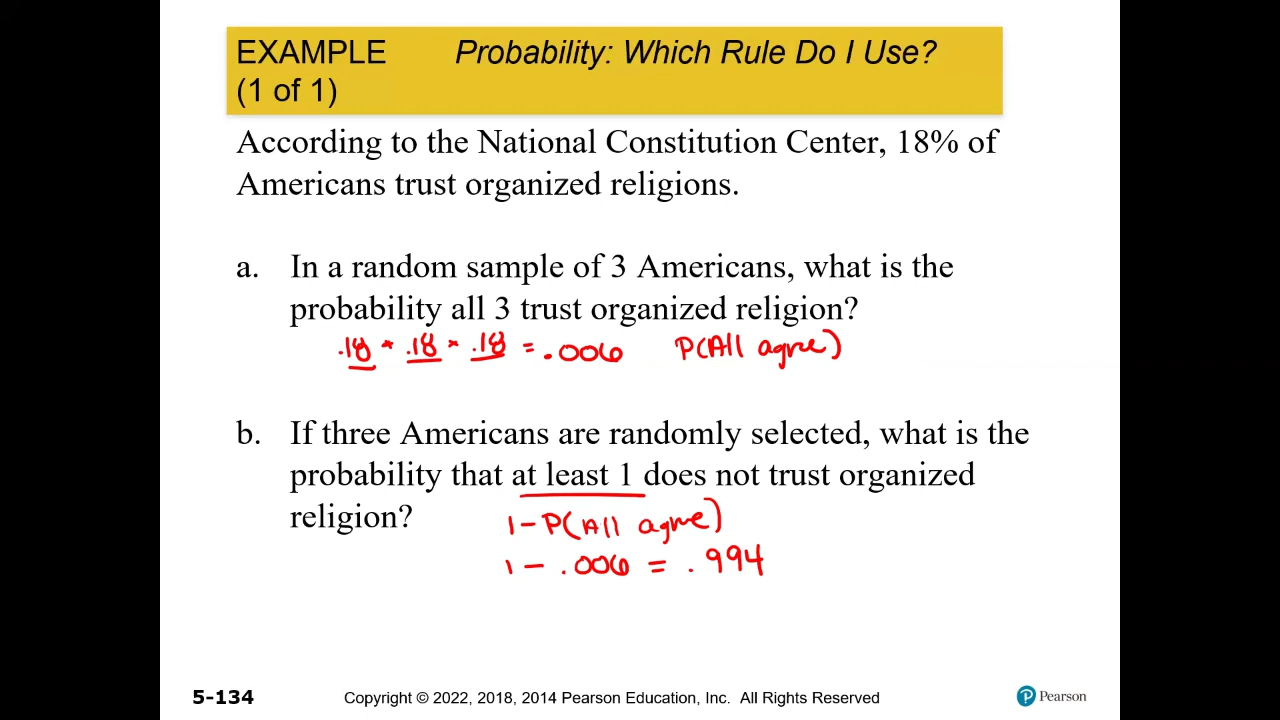 EXAMPLE Probability: Which Rule Do I Use?
(1 of 1)
According to the National Constitution Center, 18% of
Americans trust organized religions.
a. In a random sample of 3 Americans, what is the
probability all 3 trust organized religion?
.18 * .18 * .18 = .006 P(All agree)
b. If three Americans are randomly selected, what is the
probability that at least 1 does not trust organized
religion?
1 - P(All agree)
1 - .006 = .994
5-134 Copyright © 2022, 2018, 2014 Pearson Education, Inc. All Rights Reserved P Pearson